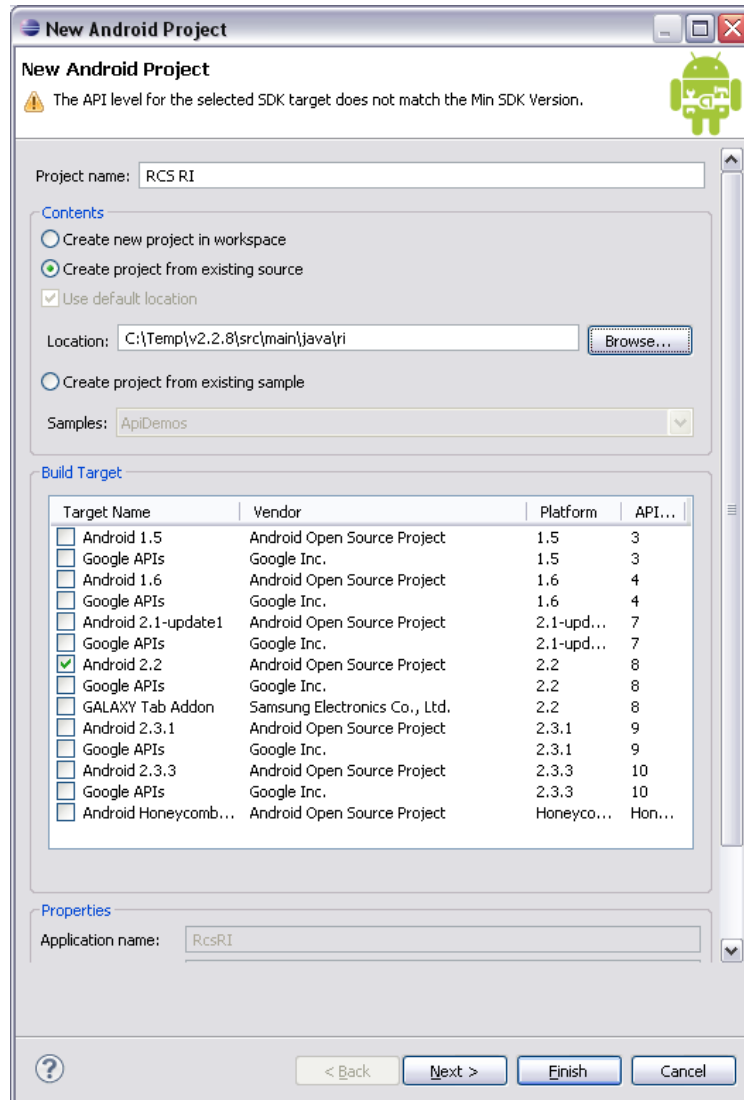 New Android Project
New Android Project
The API level for the selected SDK target does not match the Min SDK Version.
Project name: RCS RI
Contents
Create new project in workspace
Create project from existing source
Use default location
Location: C:\Temp\v2.2.8\src\main\java\ri Browse...
Create project from existing sample
Samples: ApiDemos
Build Target
Target Name Vendor Platform API...
Android 1.5 Android Open Source Project 1.5 3
Google APIs Google Inc. 1.5 3
Android 1.6 Android Open Source Project 1.6 4
Google APIs Google Inc. 1.6 4
Android 2.1-update1 Android Open Source Project 2.1-upd... 7
Google APIs Google Inc. 2.1-upd... 7
Android 2.2 Android Open Source Project 2.2 8
Google APIs Google Inc. 2.2 8
GALAXY Tab Addon Samsung Electronics Co., Ltd. 2.2 8
Android 2.3.1 Android Open Source Project 2.3.1 9
Google APIs Google Inc. 2.3.1 9
Android 2.3.3 Android Open Source Project 2.3.3 10
Google APIs Google Inc. 2.3.3 10
Android Honeycomb... Android Open Source Project Honeyco... Hon...
Properties
Application name: RcsRI
? < Back Next > Finish Cancel